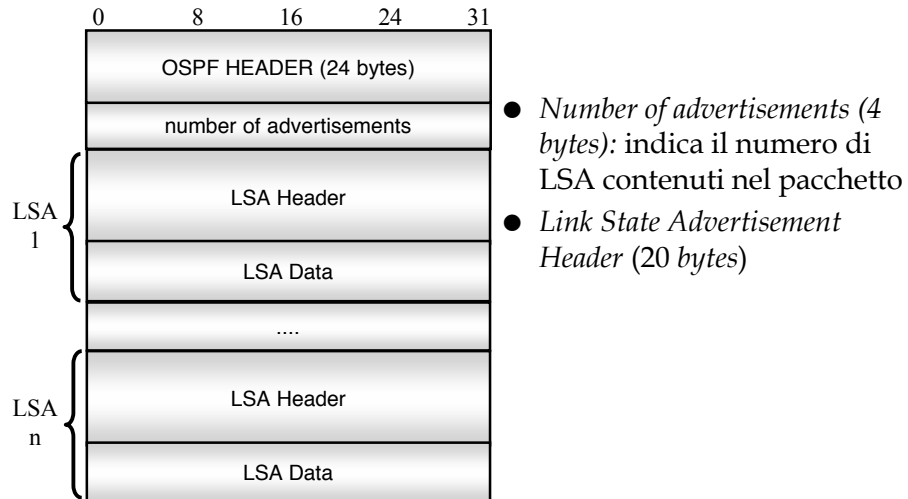 0 8 16 24 31
OSPF HEADER (24 bytes)
number of advertisements
LSA
1
LSA Header
LSA Data
....
LSA
n
LSA Header
LSA Data
● Number of advertisements (4
bytes): indica il numero di
LSA contenuti nel pacchetto
● Link State Advertisement
Header (20 bytes)